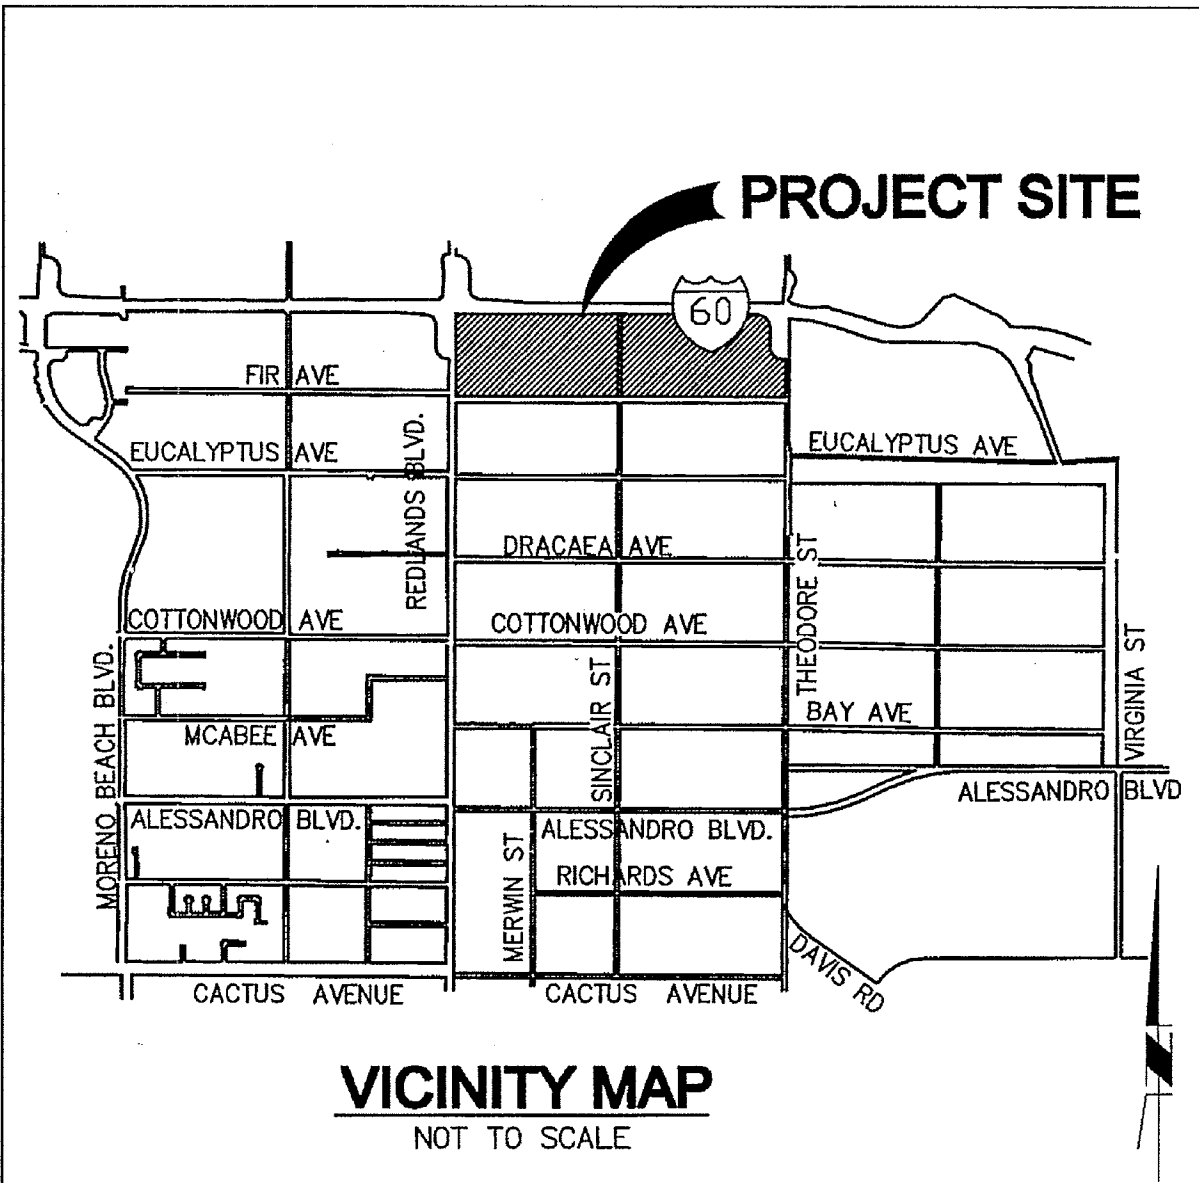 PROJECT SITE
60
FIR AVE
EUCALYPTUS AVE
REDLANDS BLVD.
EUCALYPTUS AVE
DRACAEA AVE
THEODORE ST
COTTONWOOD AVE
COTTONWOOD AVE
MORENO BEACH BLVD.
SINCLAIR ST
VIRGINIA ST
MCABEE AVE
BAY AVE
ALESSANDRO BLVD
ALESSANDRO BLVD.
ALESSANDRO BLVD.
MERWIN ST
RICHARDS AVE
DAVIS RD
CACTUS AVENUE
CACTUS AVENUE
VICINITY MAP
NOT TO SCALE